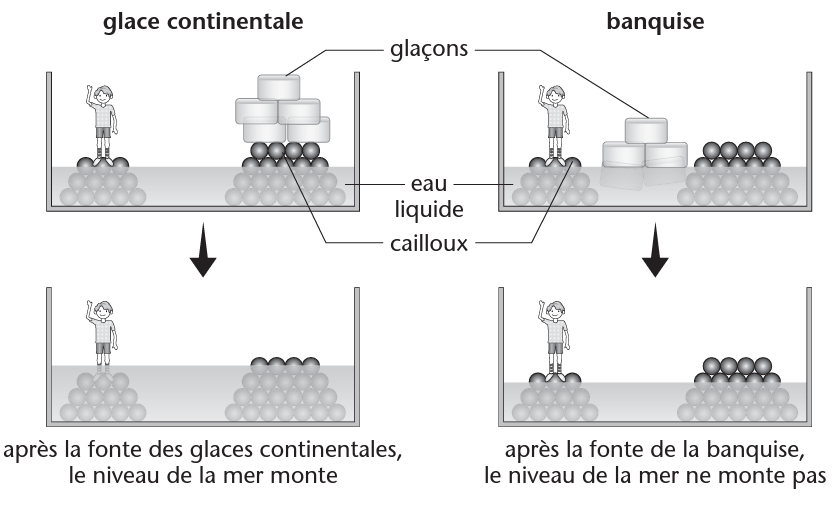 glace continentale
banquise
glaçons
eau
liquide
cailloux
après la fonte des glaces continentales,
le niveau de la mer monte
après la fonte de la banquise,
le niveau de la mer ne monte pas